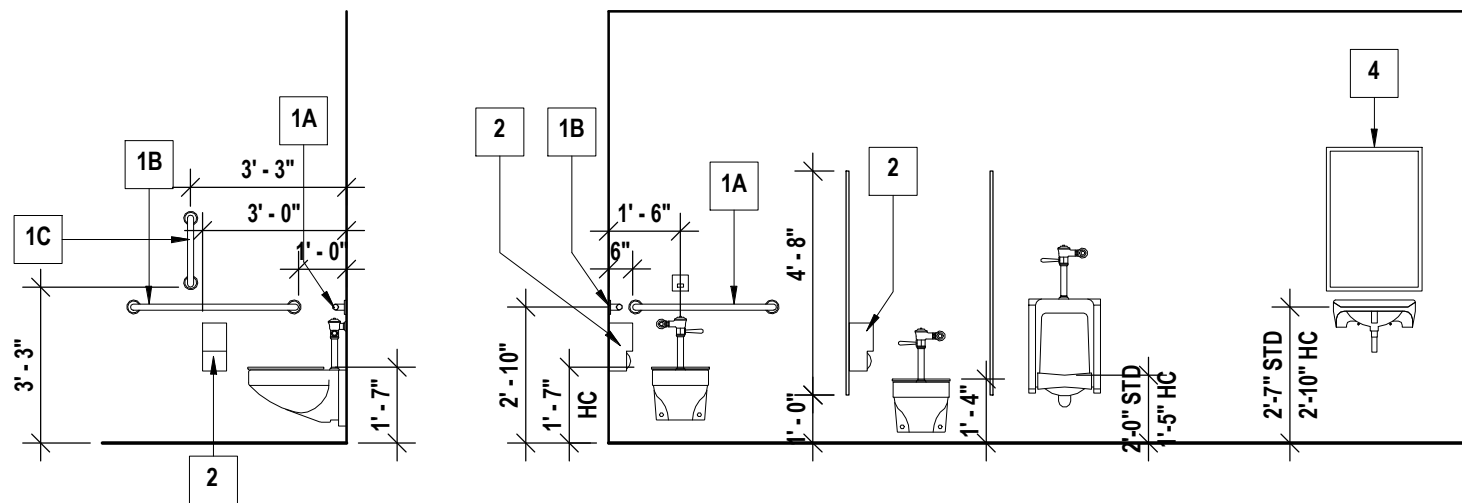 1A
1B
3' - 3"
3' - 0"
1C
1' - 0"
3' - 3"
1' - 7"
2
2
1B
1A
1' - 6"
6"
2' - 10"
1' - 7"
HC
2
4' - 8"
1' - 0"
1' - 4"
2'-0" STD
1'-5" HC
4
2'-7" STD
2'-10" HC